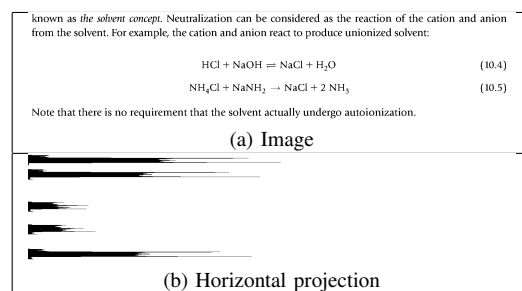 known as the solvent concept. Neutralization can be considered as the reaction of the cation and anion
from the solvent. For example, the cation and anion react to produce unionized solvent:
HCl + NaOH ⇌ NaCl + H₂O (10.4)
NH₄Cl + NaNH₂ → NaCl + 2 NH₃ (10.5)
Note that there is no requirement that the solvent actually undergo autoionization.
(a) Image
(b) Horizontal projection